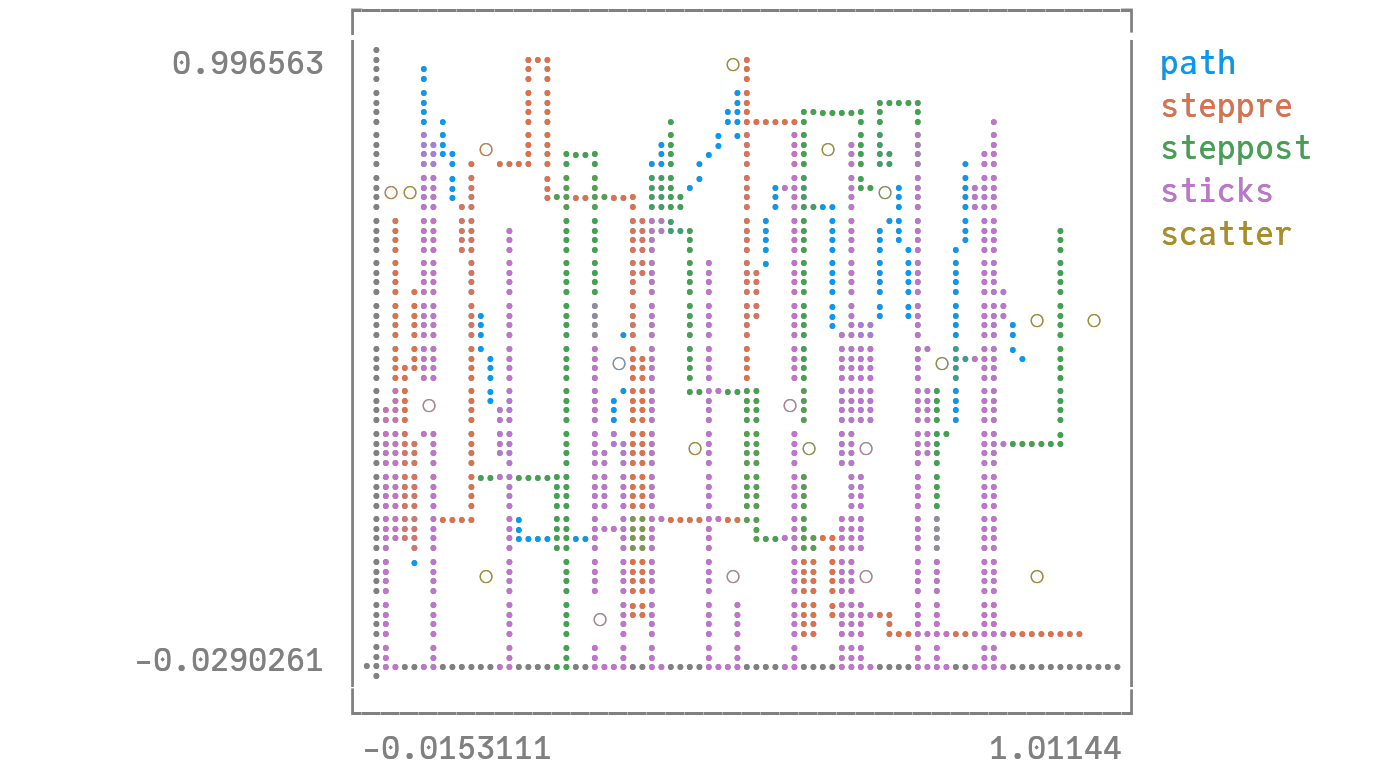 0.996563
path
steppre
steppost
sticks
scatter
-0.0290261
-0.0153111 1.01144